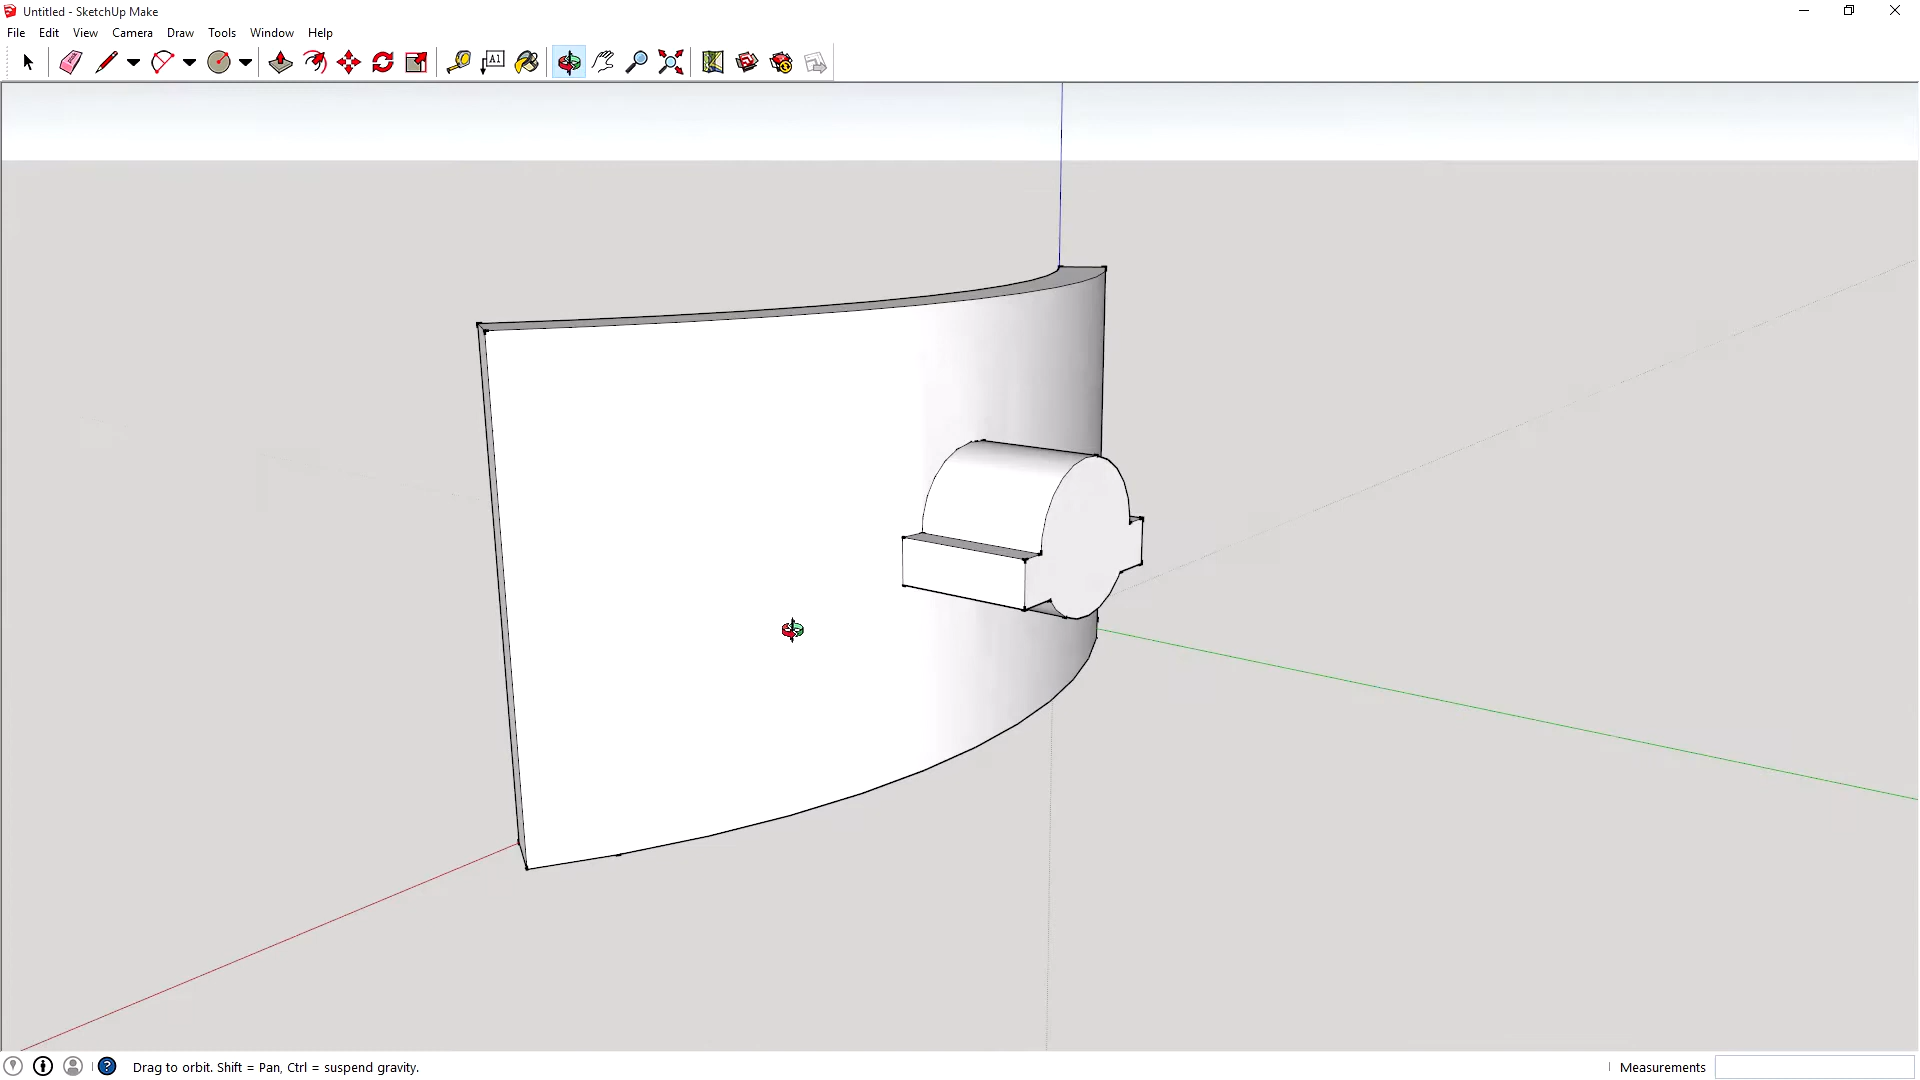 Untitled - SketchUp Make
File Edit View Camera Draw Tools Window Help
A1
Drag to orbit. Shift = Pan, Ctrl = suspend gravity.
Measurements